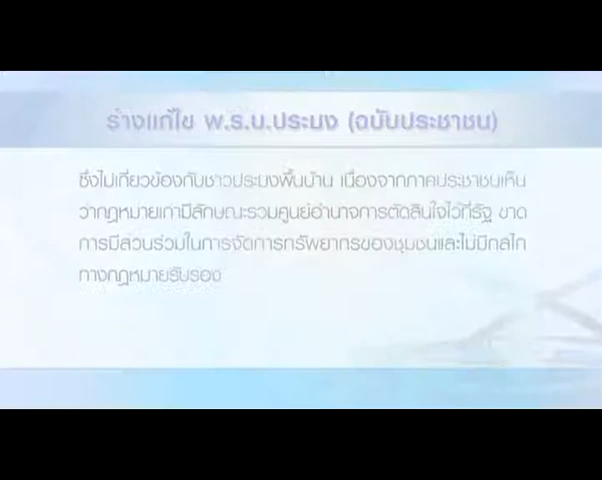 ร่างแก้ไข พ.ร.บ.ประมง (ฉบับประชาชน)
ซึ่งไม่เกี่ยวข้องกับชาวประมงพื้นบ้าน เนื่องจากภาคประชาชนเห็น
ว่ากฎหมายเก่ามีลักษณะรวมศูนย์อำนาจการตัดสินใจไว้ที่รัฐ ขาด
การมีส่วนร่วมในการจัดการทรัพยากรของชุมชนและไม่มีกลไก
ทางกฎหมายรับรอง